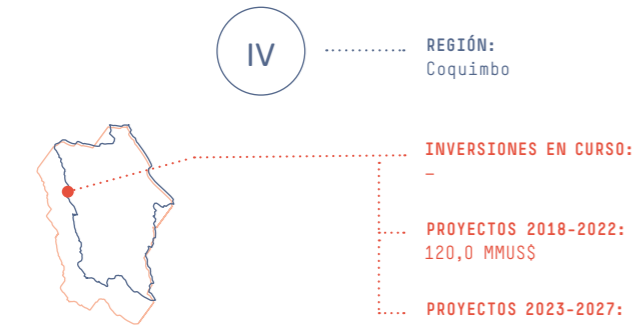 IV
REGIÓN:
Coquimbo
INVERSIONES EN CURSO:
–
PROYECTOS 2018-2022:
120,0 MMUS$
PROYECTOS 2023-2027: